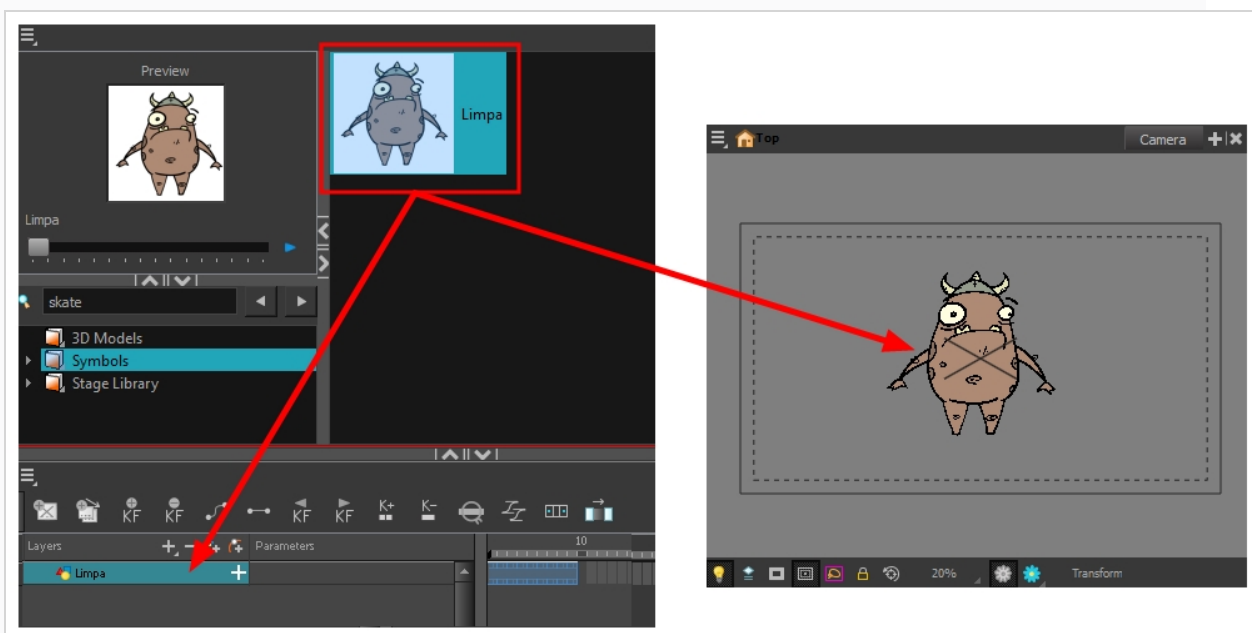 Preview
Limpa
Limpa
skate
3D Models
Symbols
Stage Library
KF KF KF KF K+ K-
Layers Parameters 10
Limpa
Top Camera
20% Transform